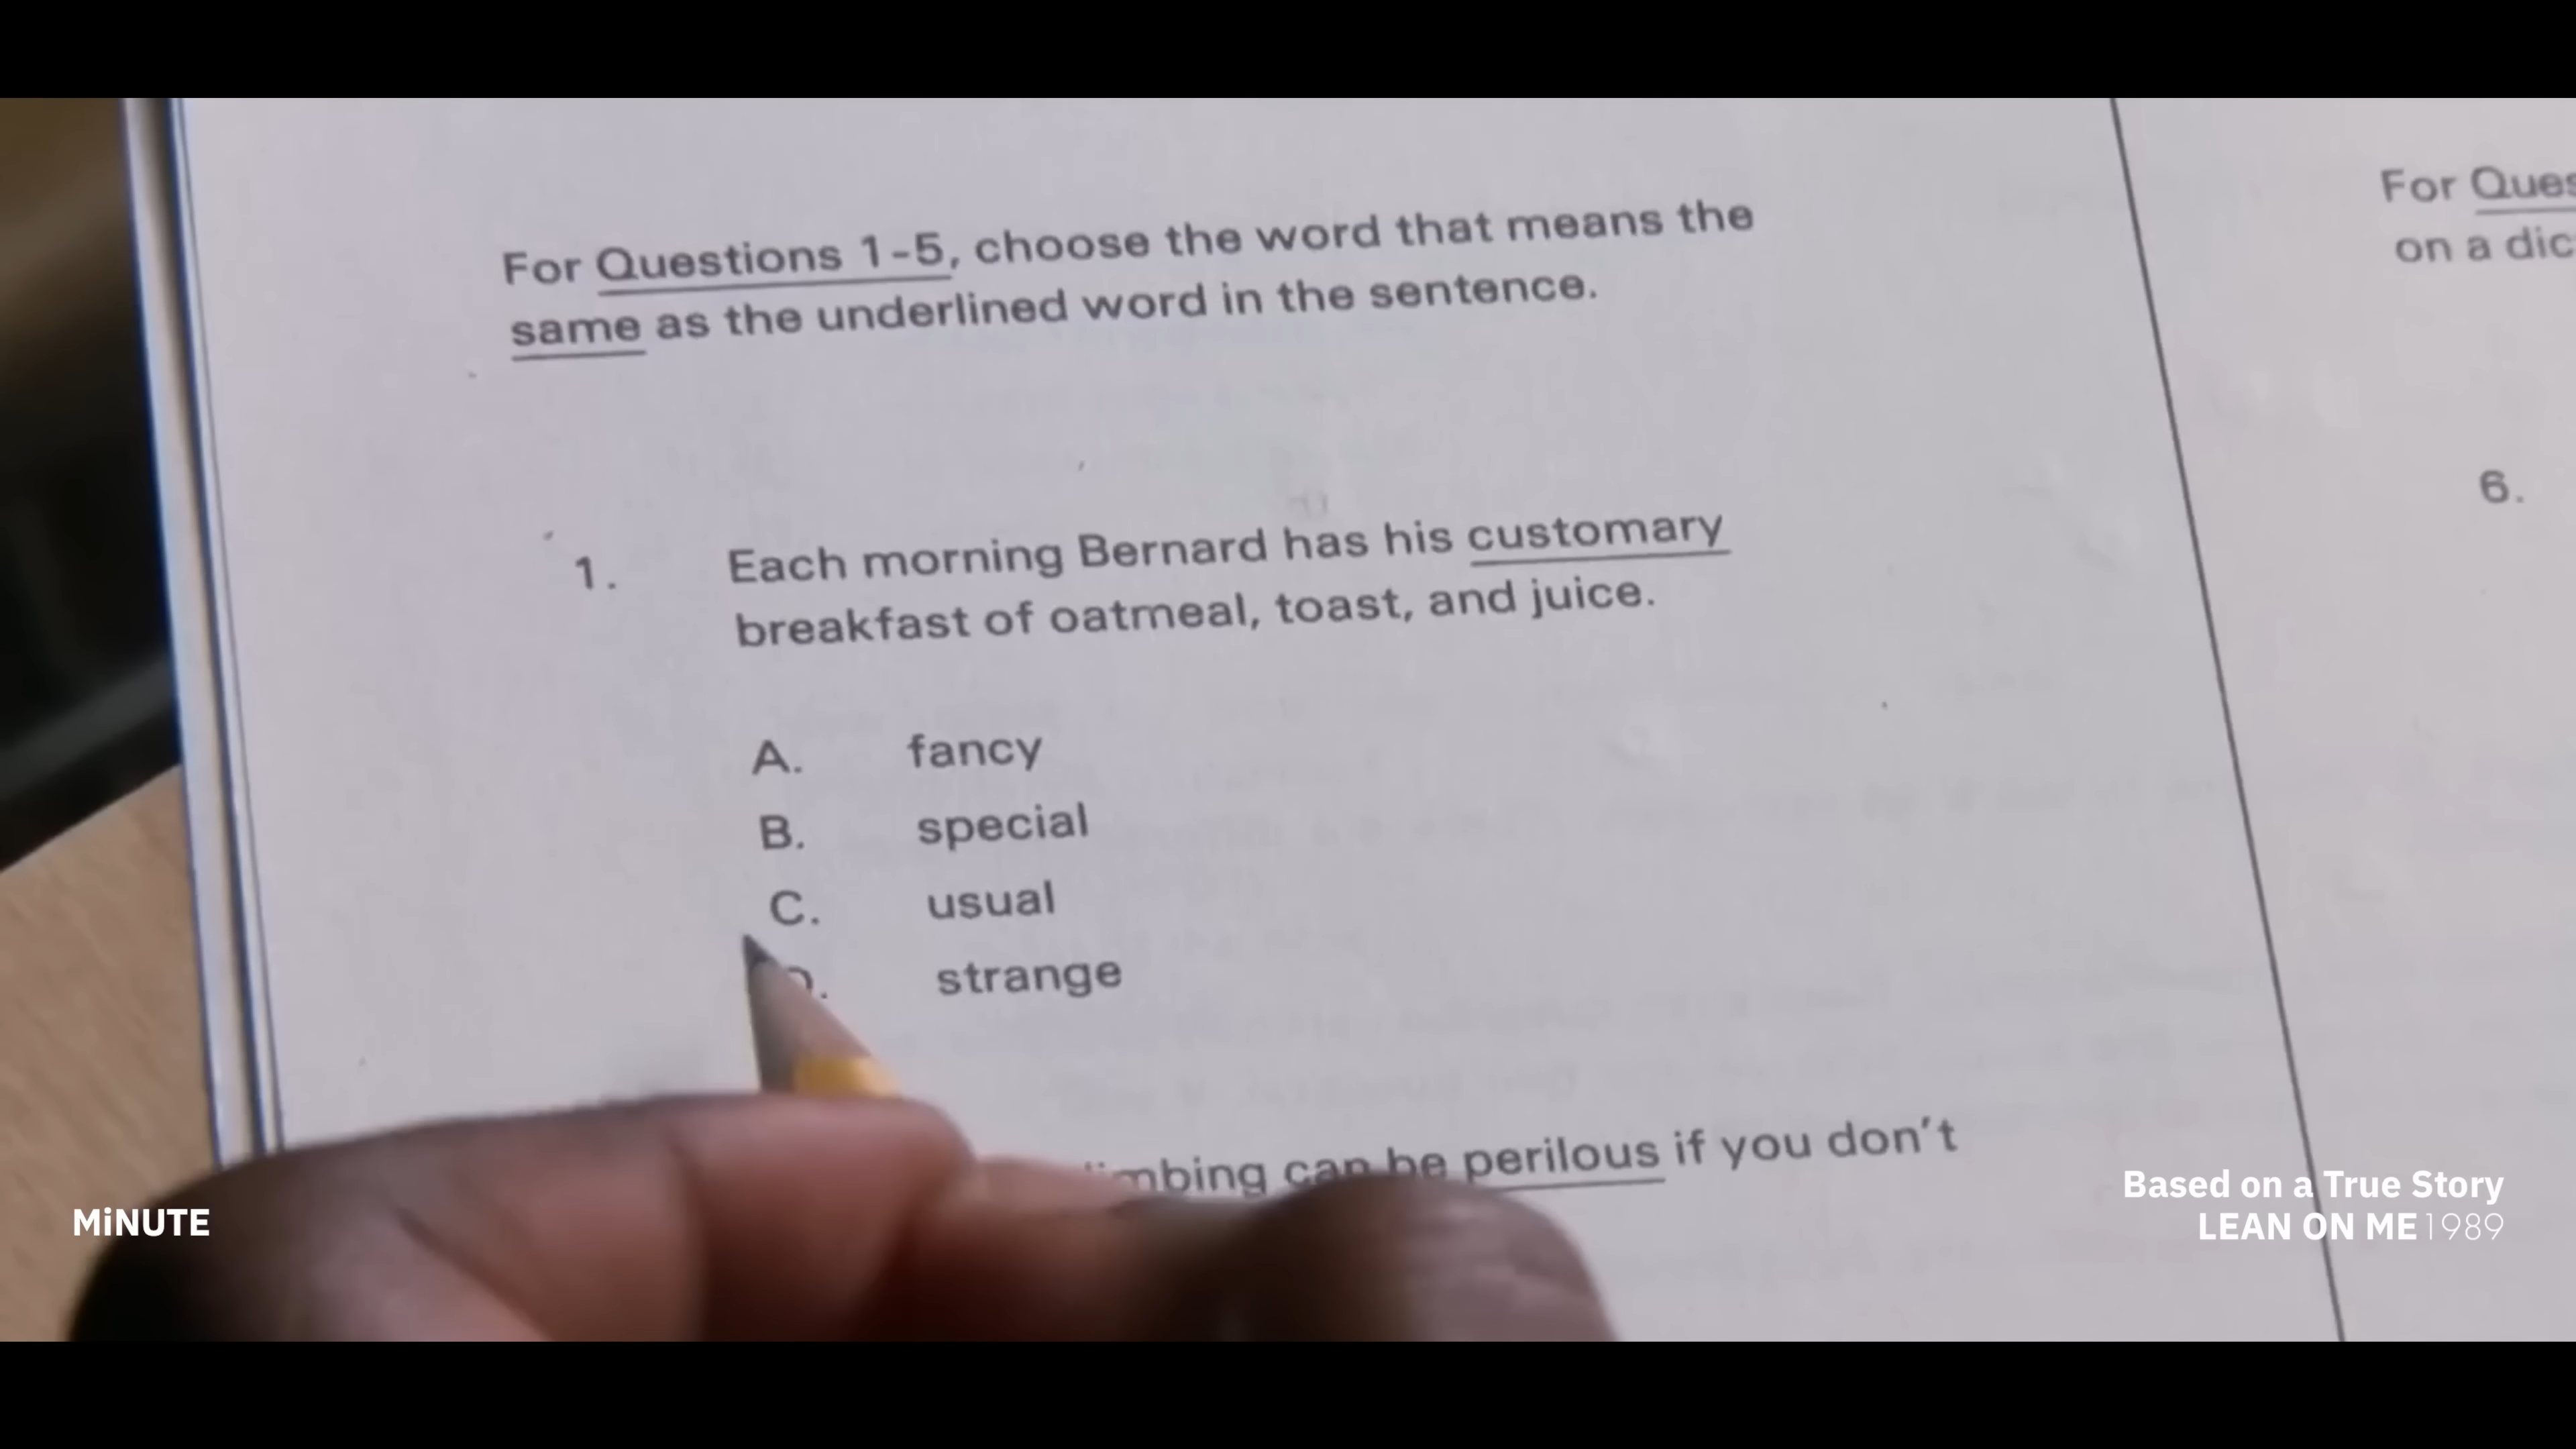 For Questions 1-5, choose the word that means the
same as the underlined word in the sentence.
1. Each morning Bernard has his customary
breakfast of oatmeal, toast, and juice.
A. fancy
B. special
C. usual
D. strange
can be perilous if you don't
For
on a
6.
MiNUTE
Based on a True Story
LEAN ON ME 1989